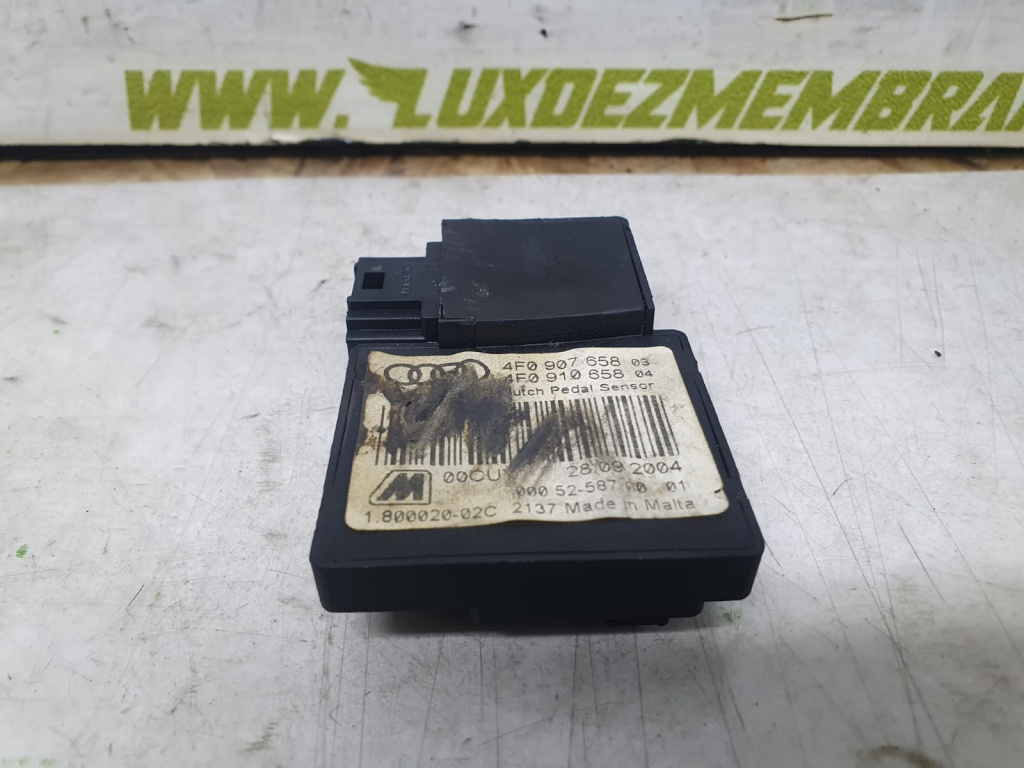 WWW.LUXDEZMEMBRA
4F0 907 658 03
4F0 910 658 04
lutch Pedal Sensor
00CU 28.09.2004
000 52-587 00 01
M
1.800020-02C 2137 Made in Malta